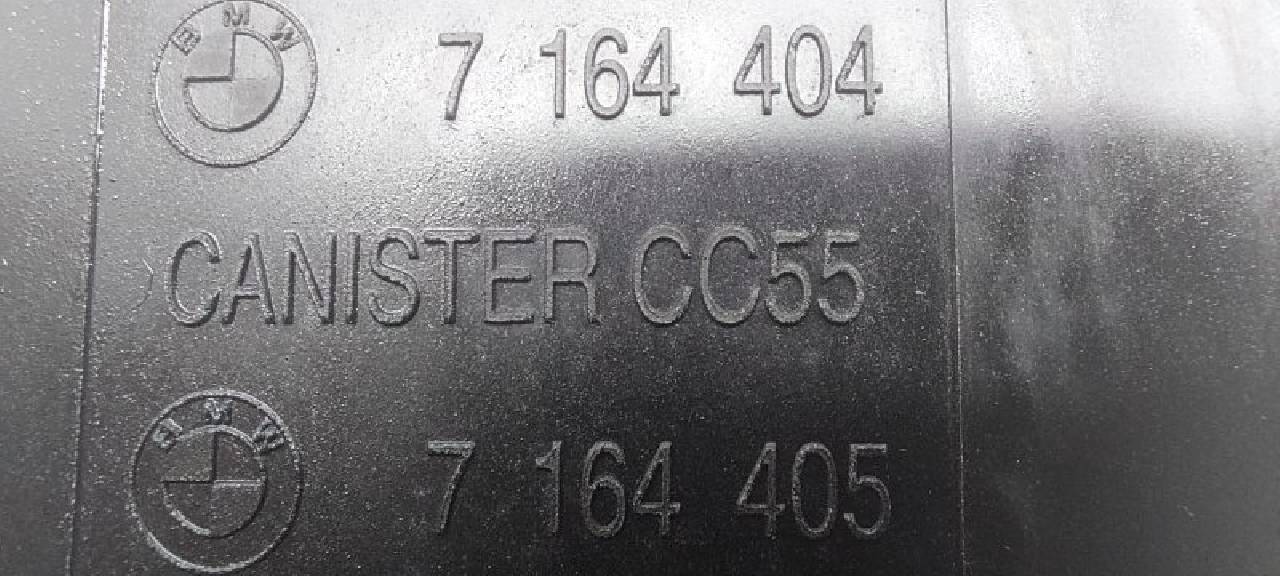 BMW 7 164 404
CANISTER CC55
BMW 7 164 405